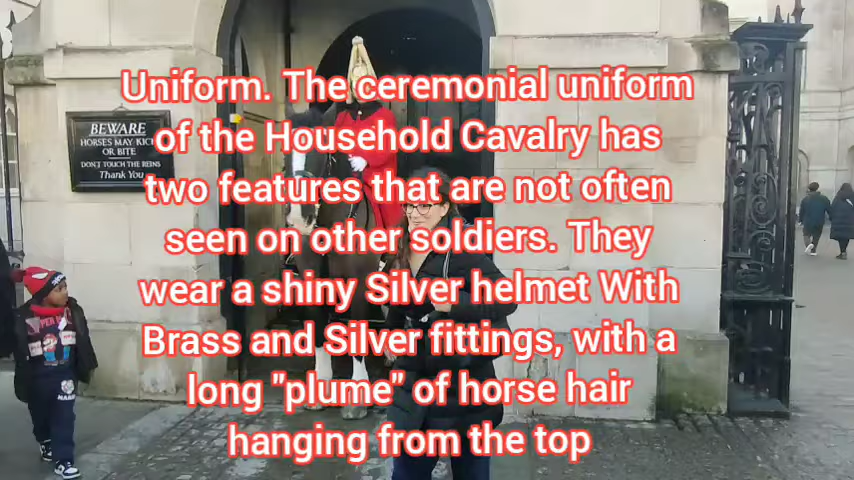 Uniform. The ceremonial uniform
of the Household Cavalry has
two features that are not often
seen on other soldiers. They
wear a shiny Silver helmet With
Brass and Silver fittings, with a
long "plume" of horse hair
hanging from the top
BEWARE
HORSES MAY KICK
OR BITE
DON'T TOUCH THE REINS
Thank You